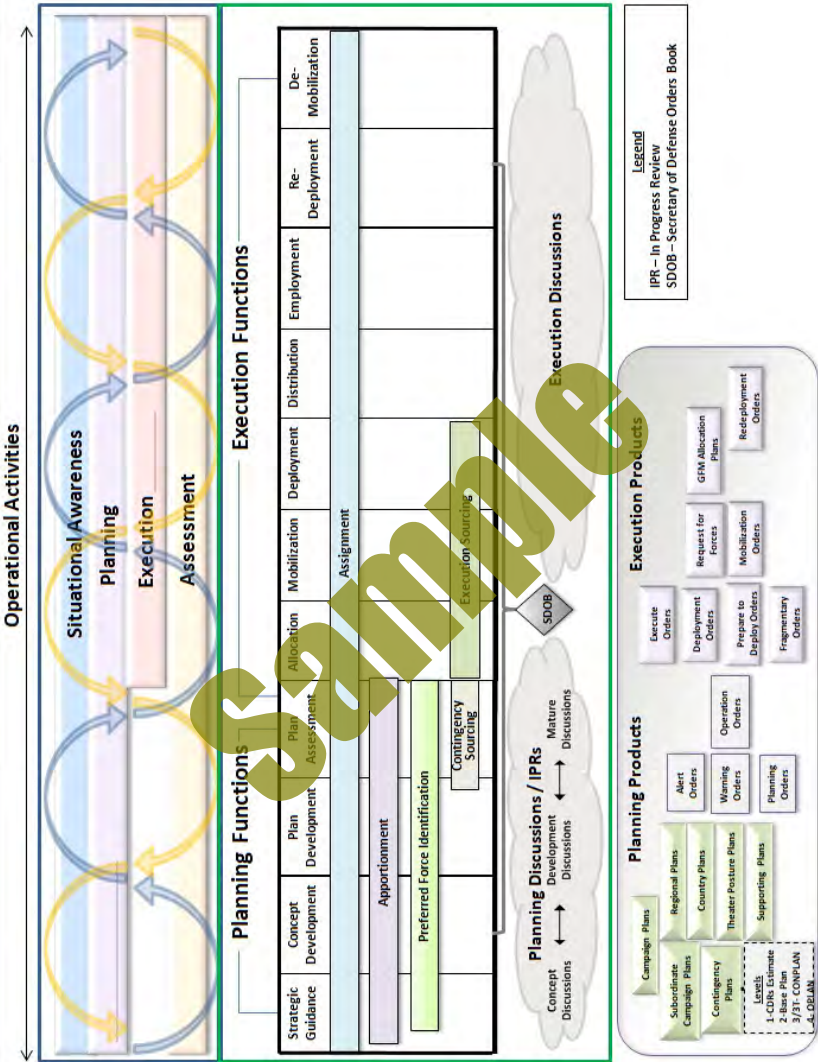 Operational Activities
Situational Awareness
Planning
Execution
Assessment
Planning Functions
Execution Functions
Strategic
Guidance
Concept
Development
Plan
Development
Plan
Assessment
Allocation
Mobilization
Deployment
Distribution
Employment
Re-
Deployment
De-
Mobilization
Assignment
Apportionment
Preferred Force Identification
Contingency
Sourcing
Execution Sourcing
Planning Discussions / IPRs
Concept
Discussions
Development
Discussions
Mature
Discussions
SDOB
Execution Discussions
Planning Products
Campaign Plans
Subordinate
Campaign Plans
Regional Plans
Country Plans
Contingency
Plans
Theater Posture Plans
Supporting Plans
Levels
1-CDRs Estimate
2-Base Plan
3/3T- CONPLAN
4- OPLAN
Alert
Orders
Warning
Orders
Operation
Orders
Planning
Orders
Execution Products
Execute
Orders
Deployment
Orders
Request for
Forces
GFM Allocation
Plans
Prepare to
Deploy Orders
Mobilization
Orders
Redeployment
Orders
Fragmentary
Orders
Legend
IPR – In Progress Review
SDOB – Secretary of Defense Orders Book
Sample